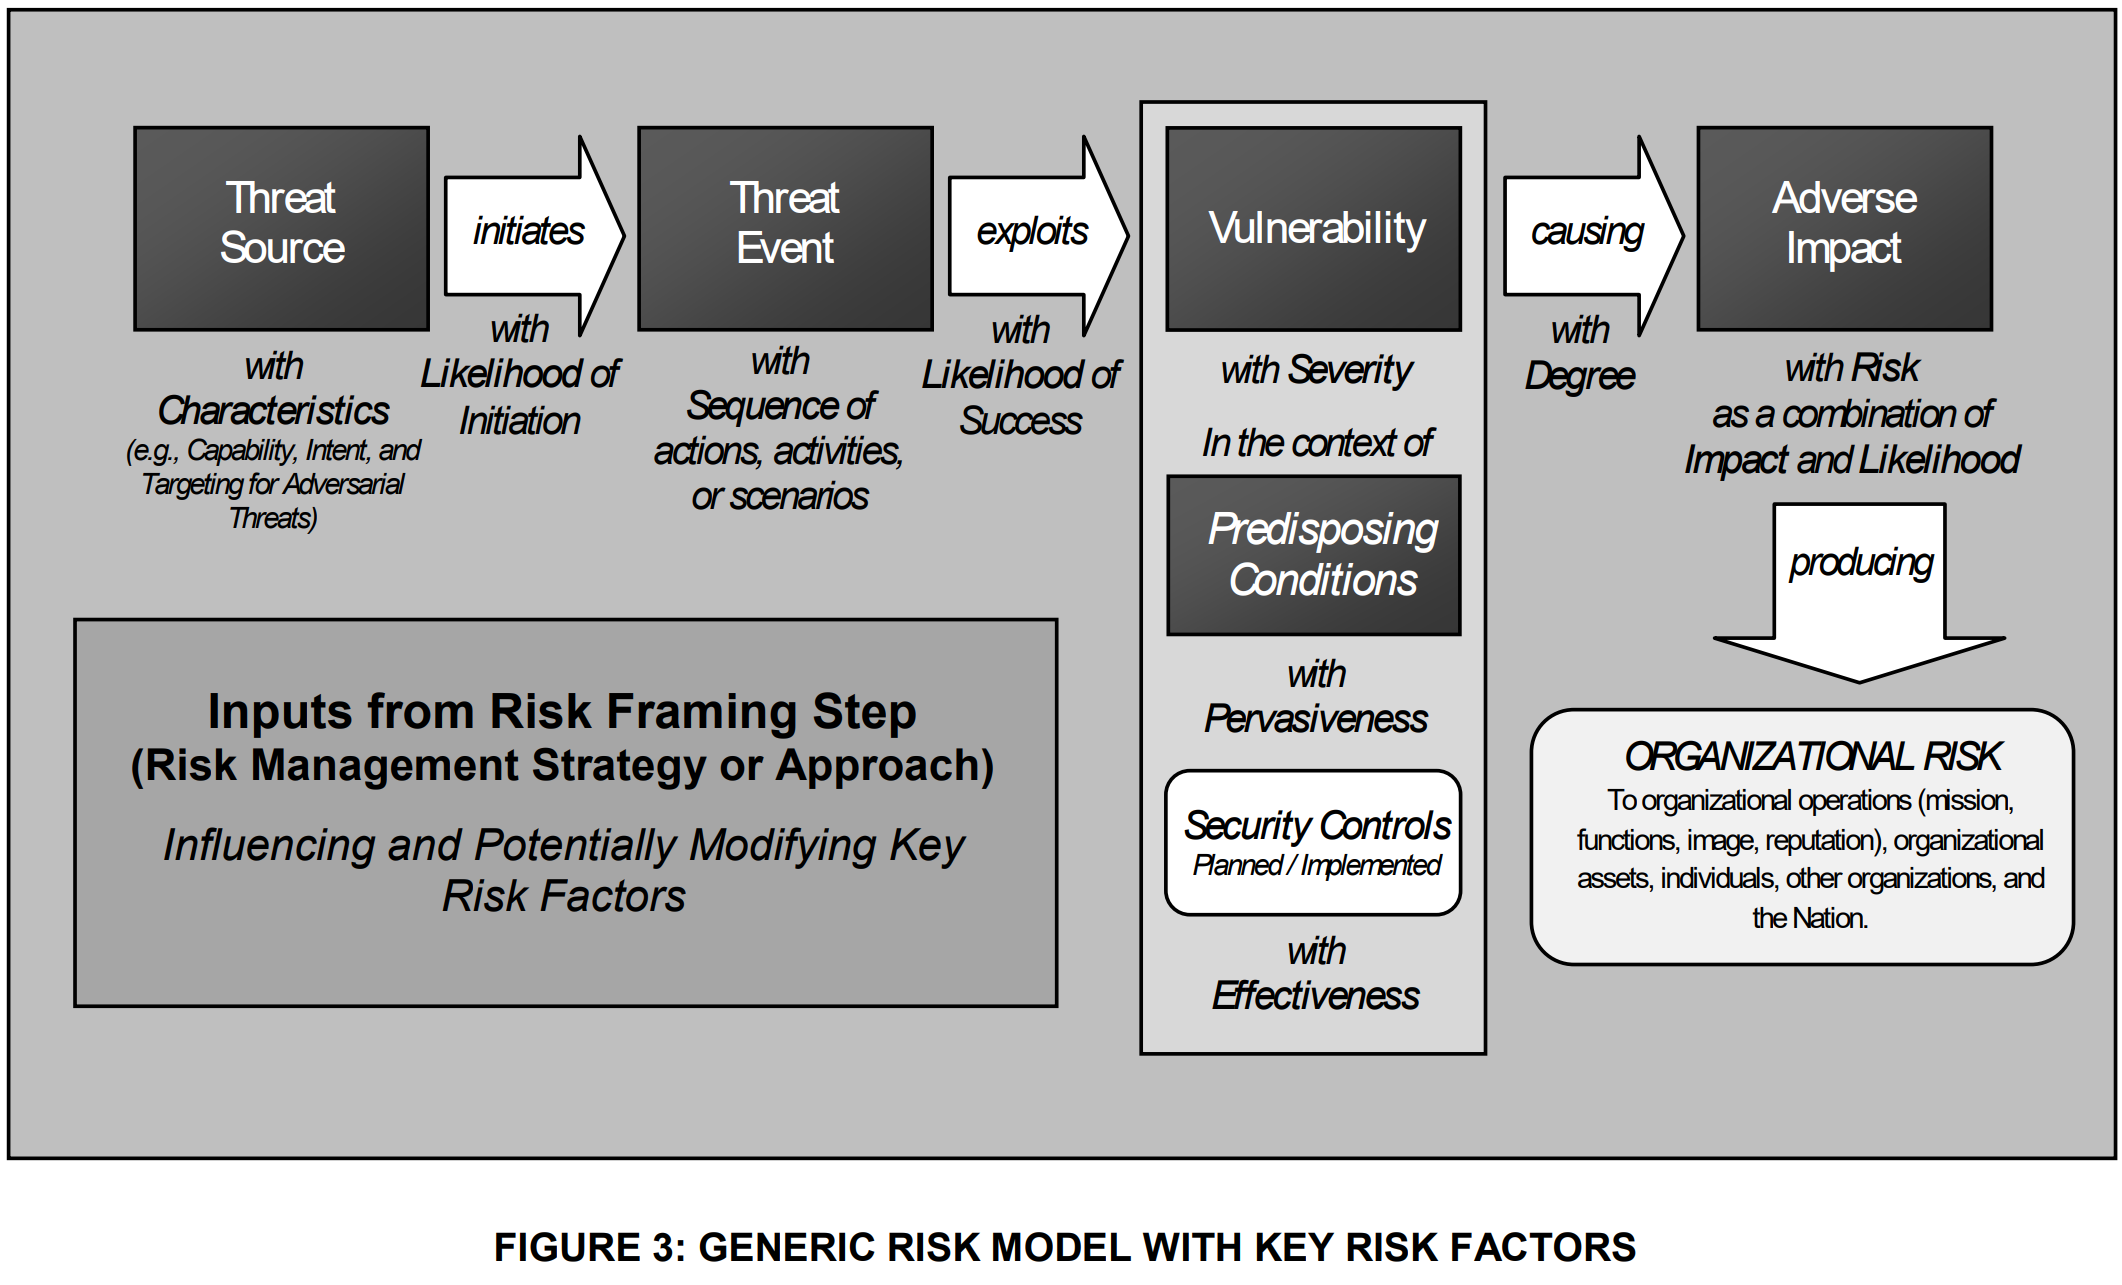 Threat
Source
initiates
Threat
Event
exploits
Vulnerability
causing
Adverse
Impact
with
Characteristics
(e.g., Capability, Intent, and
Targeting for Adversarial
Threats)
with
Likelihood of
Initiation
with
Sequence of
actions, activities,
or scenarios
with
Likelihood of
Success
with Severity
In the context of
Predisposing
Conditions
with
Pervasiveness
Security Controls
Planned / Implemented
with
Effectiveness
with
Degree
with Risk
as a combination of
Impact and Likelihood
producing
ORGANIZATIONAL RISK
To organizational operations (mission,
functions, image, reputation), organizational
assets, individuals, other organizations, and
the Nation.
Inputs from Risk Framing Step
(Risk Management Strategy or Approach)
Influencing and Potentially Modifying Key
Risk Factors
FIGURE 3: GENERIC RISK MODEL WITH KEY RISK FACTORS